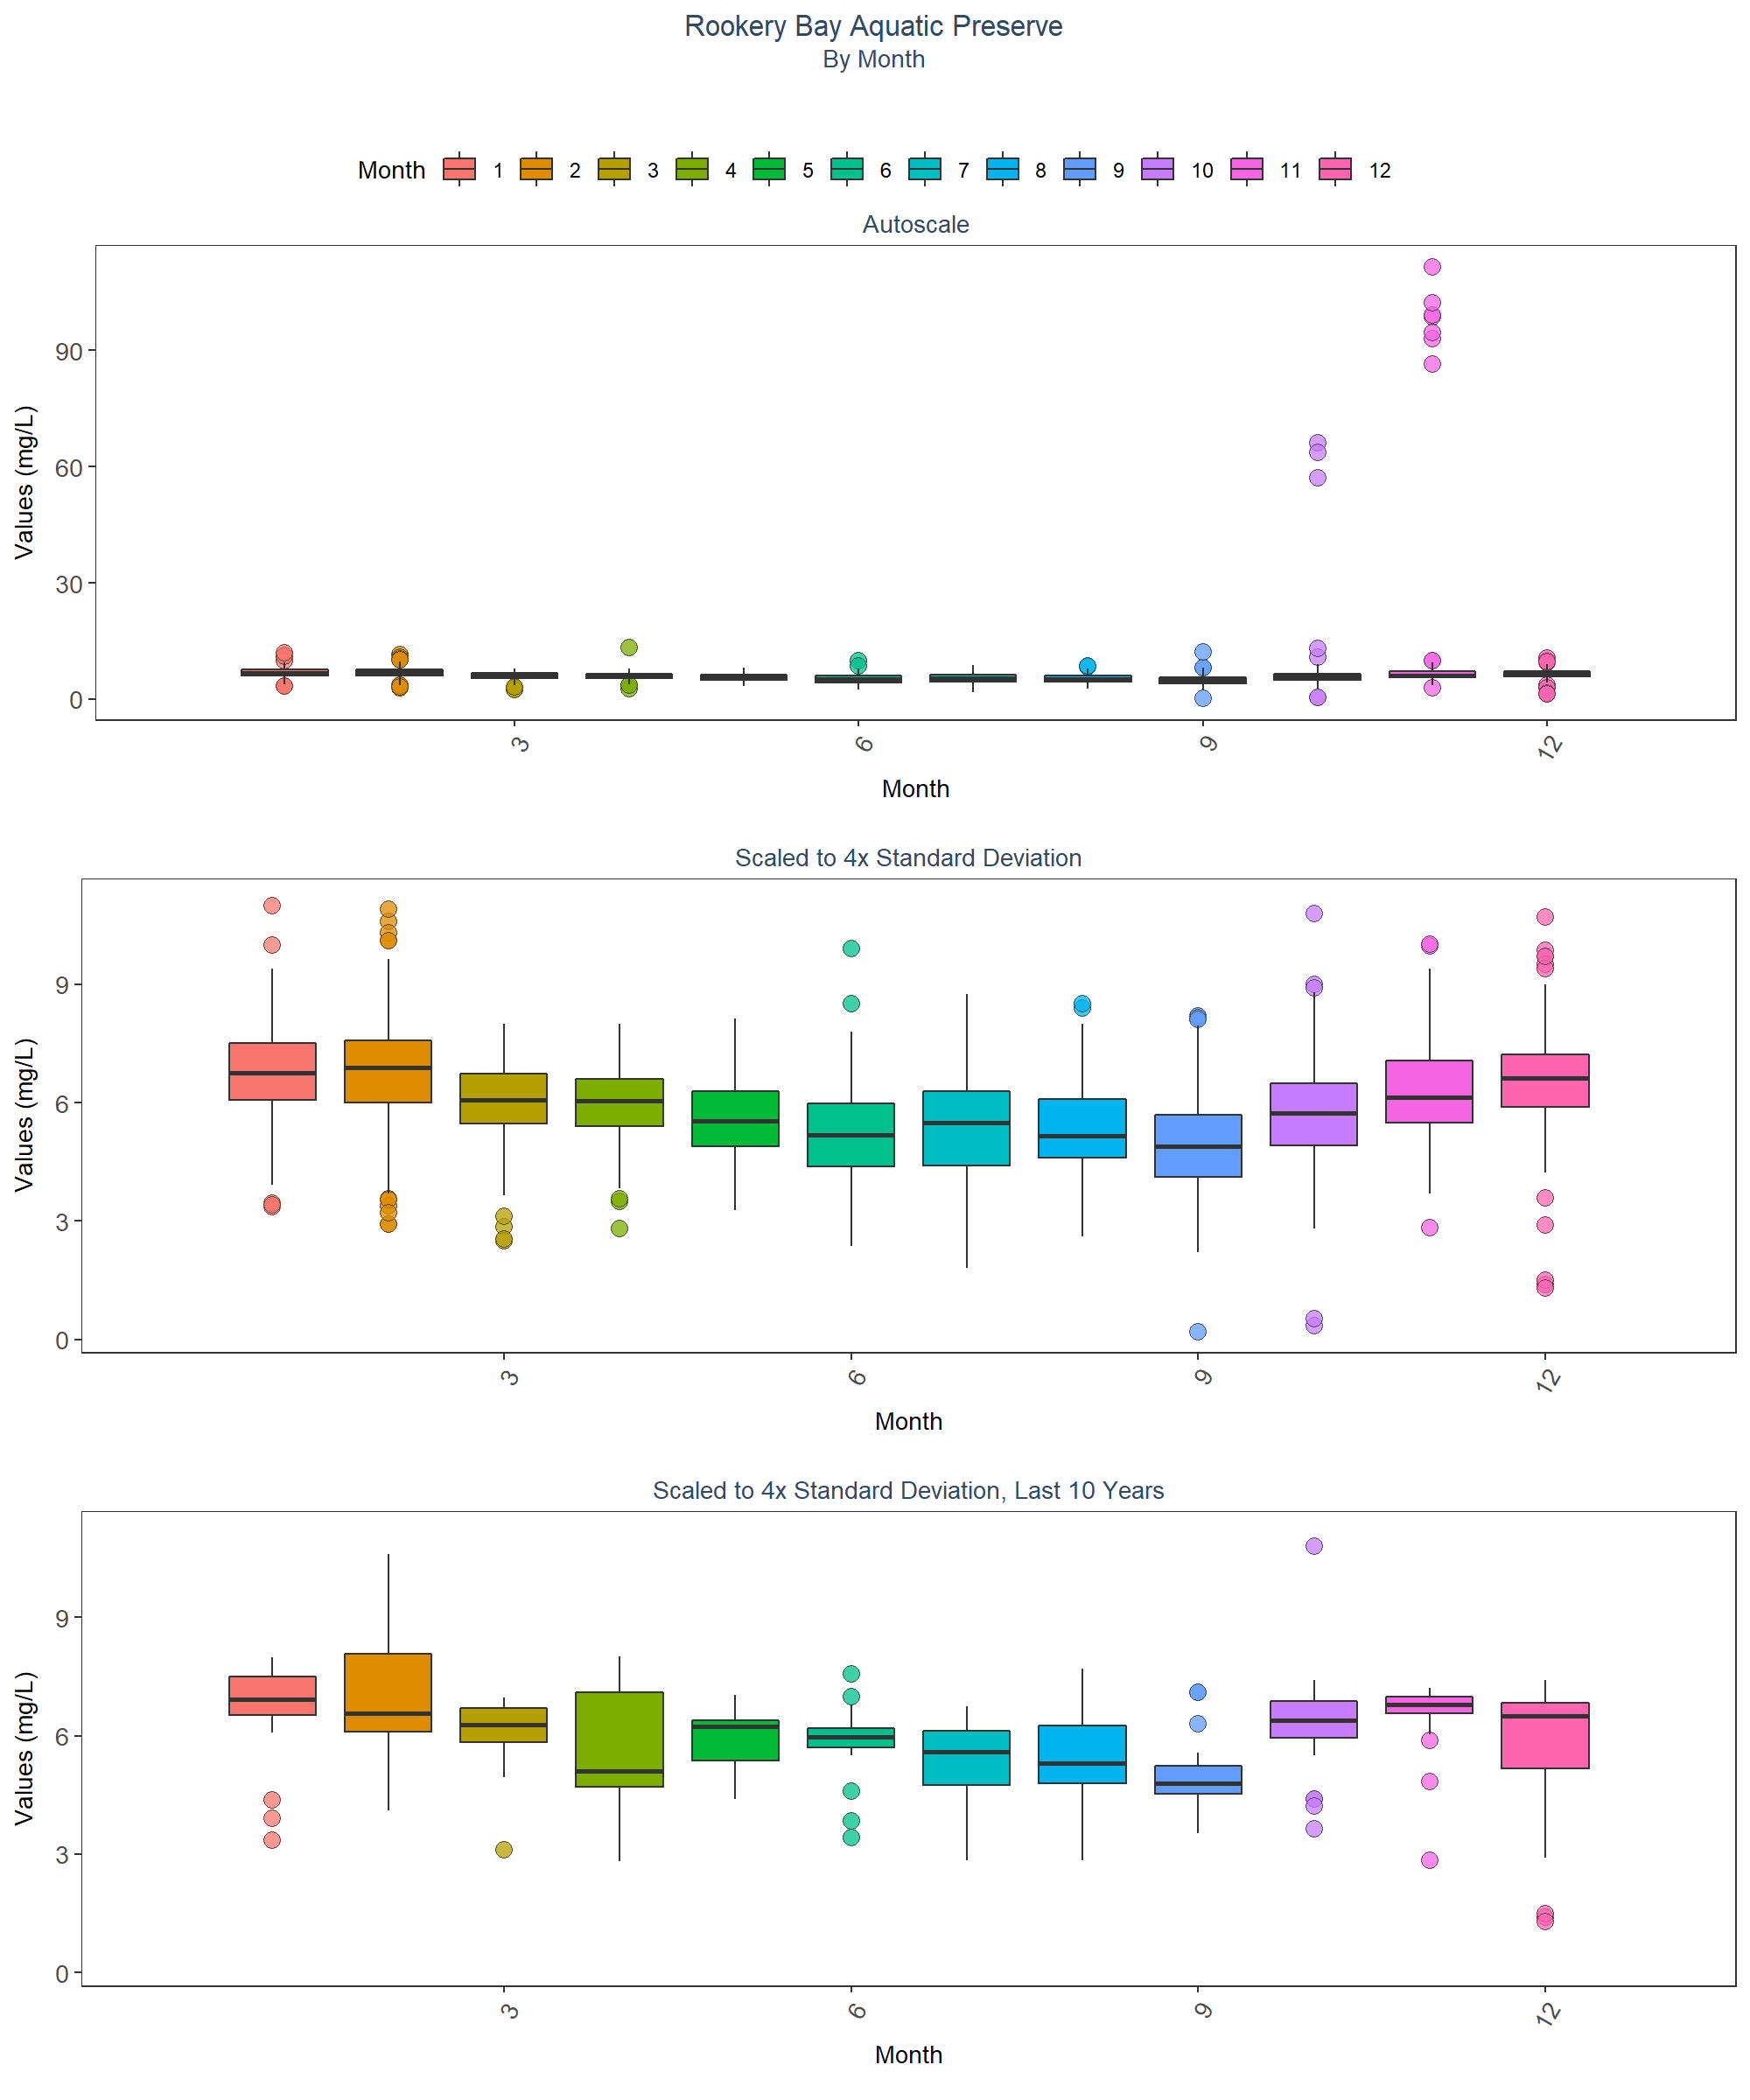 Rookery Bay Aquatic Preserve
By Month
Month 1 2 3 4 5 6 7 8 9 10 11 12
Autoscale
Values (mg/L)
90
60
30
0
3 6 9 12
Month
Scaled to 4x Standard Deviation
Values (mg/L)
9
6
3
0
3 6 9 12
Month
Scaled to 4x Standard Deviation, Last 10 Years
Values (mg/L)
9
6
3
0
3 6 9 12
Month